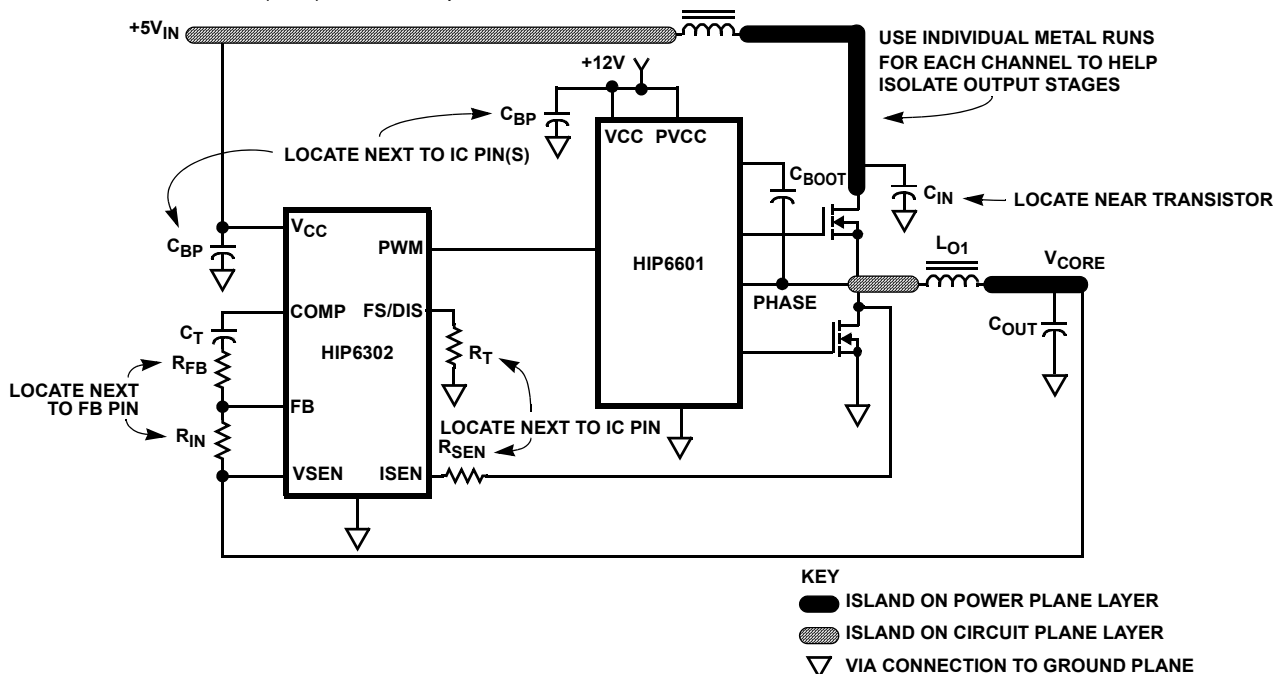 +5VIN
USE INDIVIDUAL METAL RUNS
FOR EACH CHANNEL TO HELP
ISOLATE OUTPUT STAGES
+12V
CBP
VCC PVCC
LOCATE NEXT TO IC PIN(S)
CBOOT
CIN
LOCATE NEAR TRANSISTOR
VCC
CBP
PWM
HIP6601
LO1
VCORE
PHASE
COMP
FS/DIS
CT
HIP6302
RT
COUT
RFB
LOCATE NEXT
TO FB PIN
FB
RIN
LOCATE NEXT TO IC PIN
RSEN
VSEN
ISEN
KEY
ISLAND ON POWER PLANE LAYER
ISLAND ON CIRCUIT PLANE LAYER
VIA CONNECTION TO GROUND PLANE